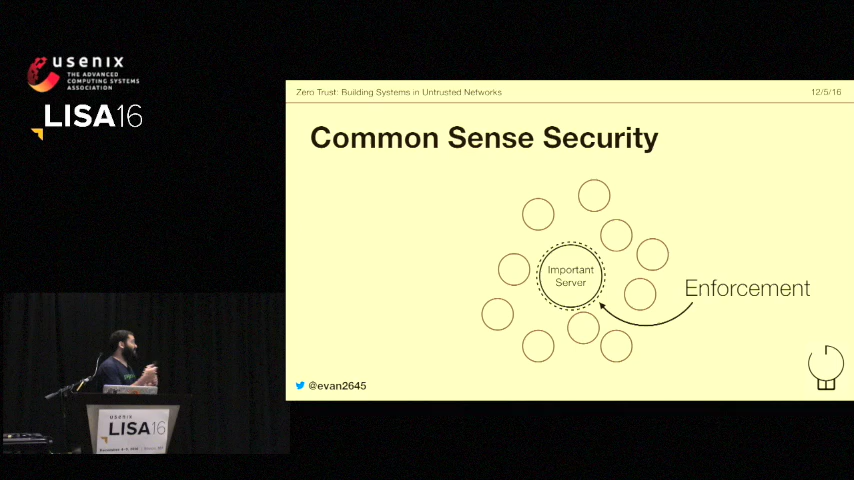 usenix
THE ADVANCED
COMPUTING SYSTEMS
ASSOCIATION
LISA16
Zero Trust: Building Systems in Untrusted Networks
12/5/16
Common Sense Security
Important
Server
Enforcement
@evan2645
usenix
LISA16